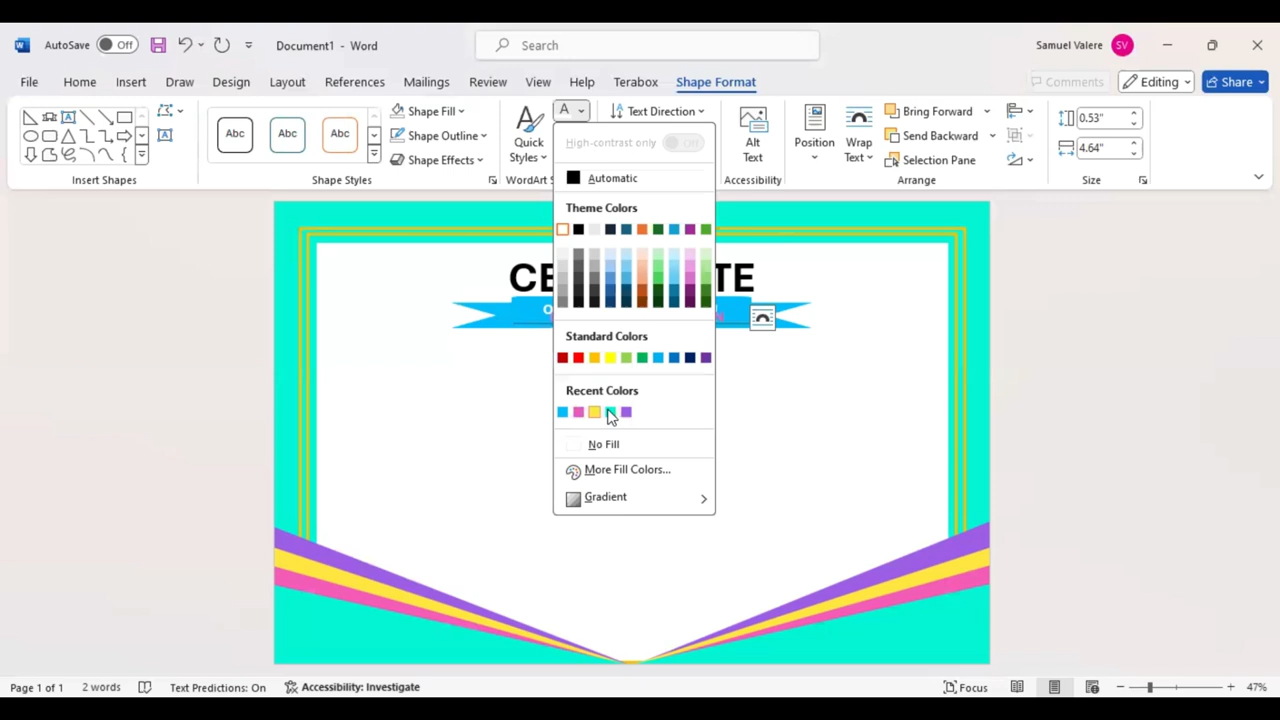 AutoSave Off Document1 - Word Search Samuel Valere SV
File Home Insert Draw Design Layout References Mailings Review View Help Terabox Shape Format Comments Editing Share
Abc Abc Abc
Shape Fill
Shape Outline
Shape Effects
Quick
Styles
A
Text Direction
Alt
Text
Position
Wrap
Text
Bring Forward
Send Backward
Selection Pane
0.53"
4.64"
Insert Shapes Shape Styles WordArt S Accessibility Arrange Size
High-contrast only Off
Automatic
Theme Colors
Standard Colors
Recent Colors
No Fill
More Fill Colors...
Gradient
CE TE
Page 1 of 1 2 words Text Predictions: On Accessibility: Investigate Focus 47%